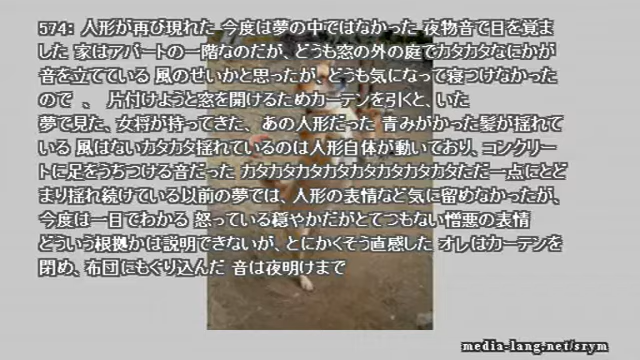 574: 人形が再び現れた 今度は夢の中ではなかった 夜物音で目を覚ま
した 家はアパートの一階なのだが、どうも窓の外の庭でカタカタなにかが
音を立てている 風のせいかと思ったが、どうも気になって寝つけなかった
ので 、 片付けようと窓を開けるためカーテンを引くと、いた
夢で見た、女将が持ってきた、 あの人形だった 青みがかった髪が揺れて
いる 風はないカタカタ揺れているのは人形自体が動いており、コンクリー
トに足をうちつける音だった カタカタカタカタカタカタカタカタただ一点にとど
まり揺れ続けている以前の夢では、人形の表情など気に留めなかったが、
今度は一目でわかる 怒っている穏やかだがとてつもない憎悪の表情
どういう根拠かは説明できないが、とにかくそう直感した オレはカーテンを
閉め、布団にもぐり込んだ 音は夜明けまで
media-lang.net/srym